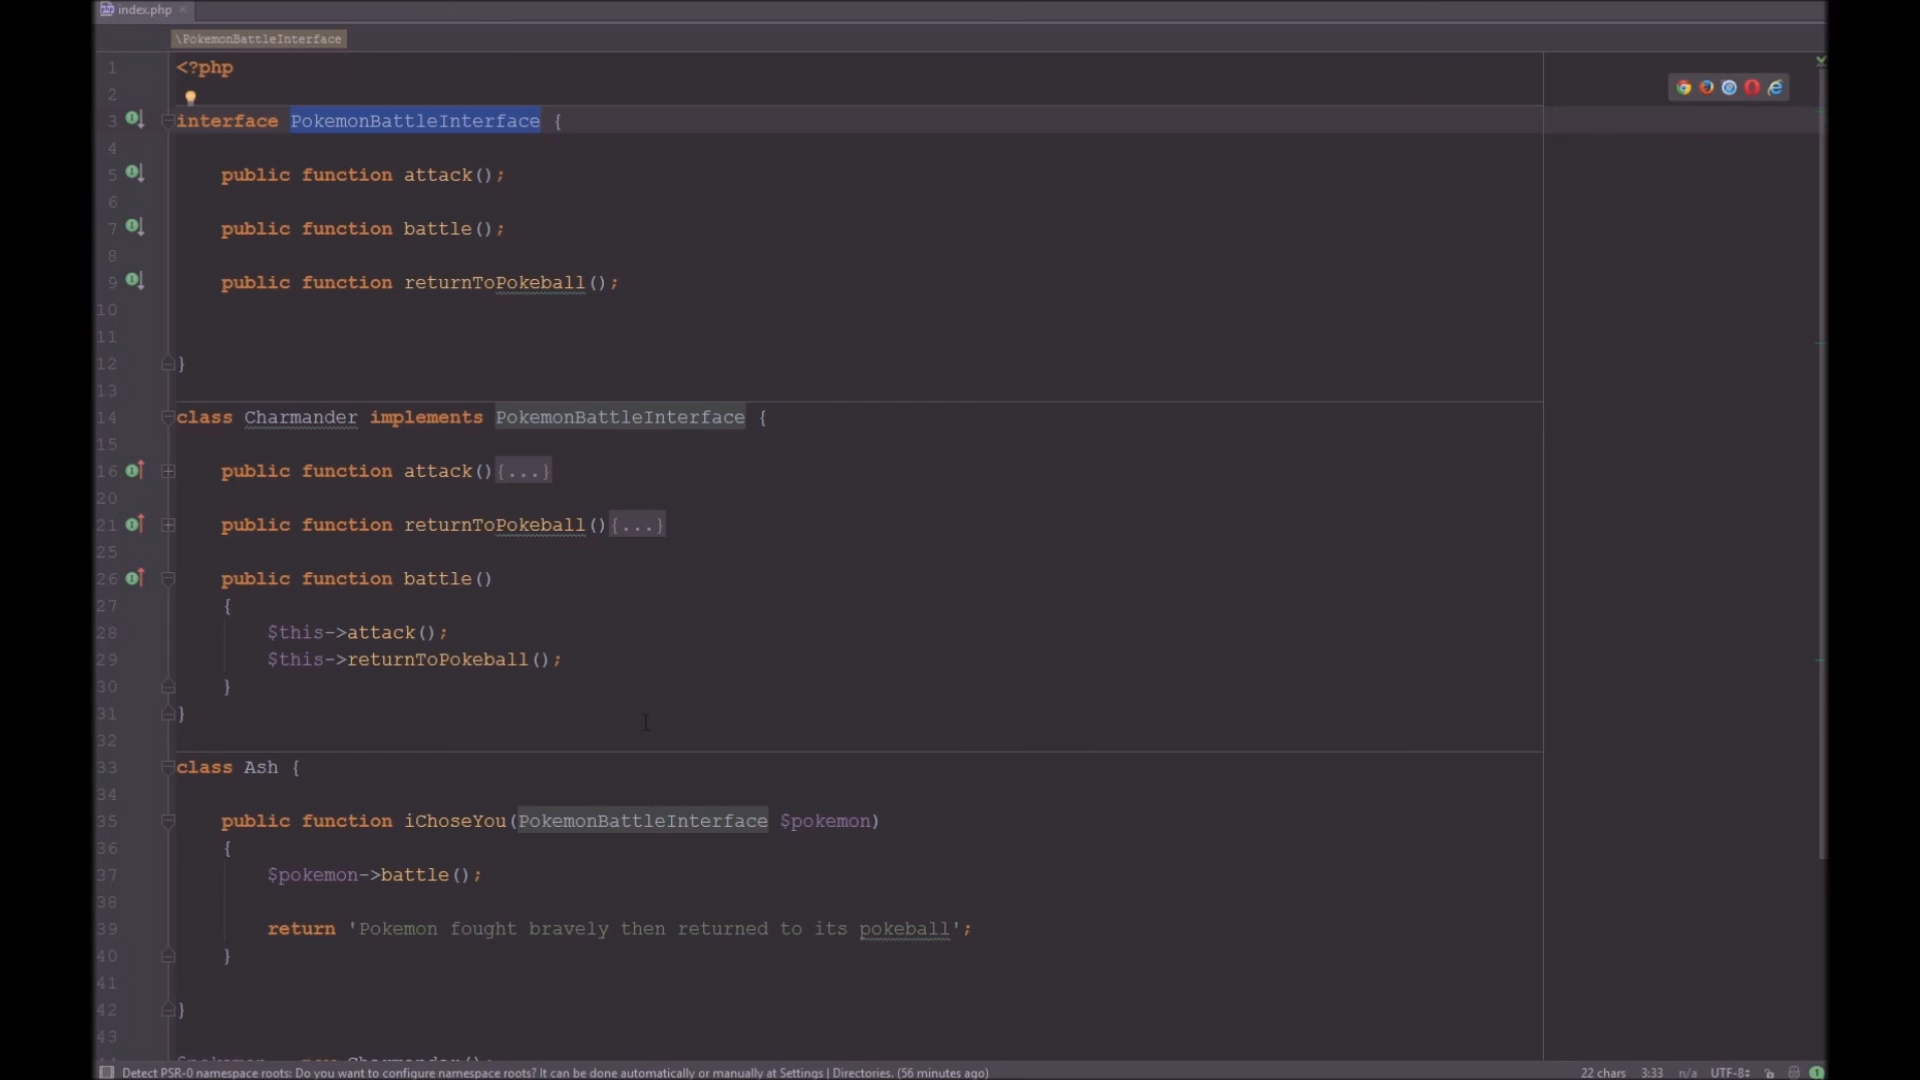 index.php
\PokemonBattleInterface
1 <?php
2
3 interface PokemonBattleInterface {
4
5 public function attack();
6
7 public function battle();
8
9 public function returnToPokeball();
10
11
12 }
13
14 class Charmander implements PokemonBattleInterface {
15
16 public function attack(){...}
20
21 public function returnToPokeball(){...}
25
26 public function battle()
27 {
28 $this->attack();
29 $this->returnToPokeball();
30 }
31 }
32
33 class Ash {
34
35 public function iChoseYou(PokemonBattleInterface $pokemon)
36 {
37 $pokemon->battle();
38
39 return 'Pokemon fought bravely then returned to its pokeball';
40 }
41
42 }
43
$pokemon new Charmander();
Detect PSR-0 namespace roots: Do you want to configure namespace roots? It can be done automatically or manually at Settings | Directories. (56 minutes ago) 22 chars 3:33 n/a UTF-8 1